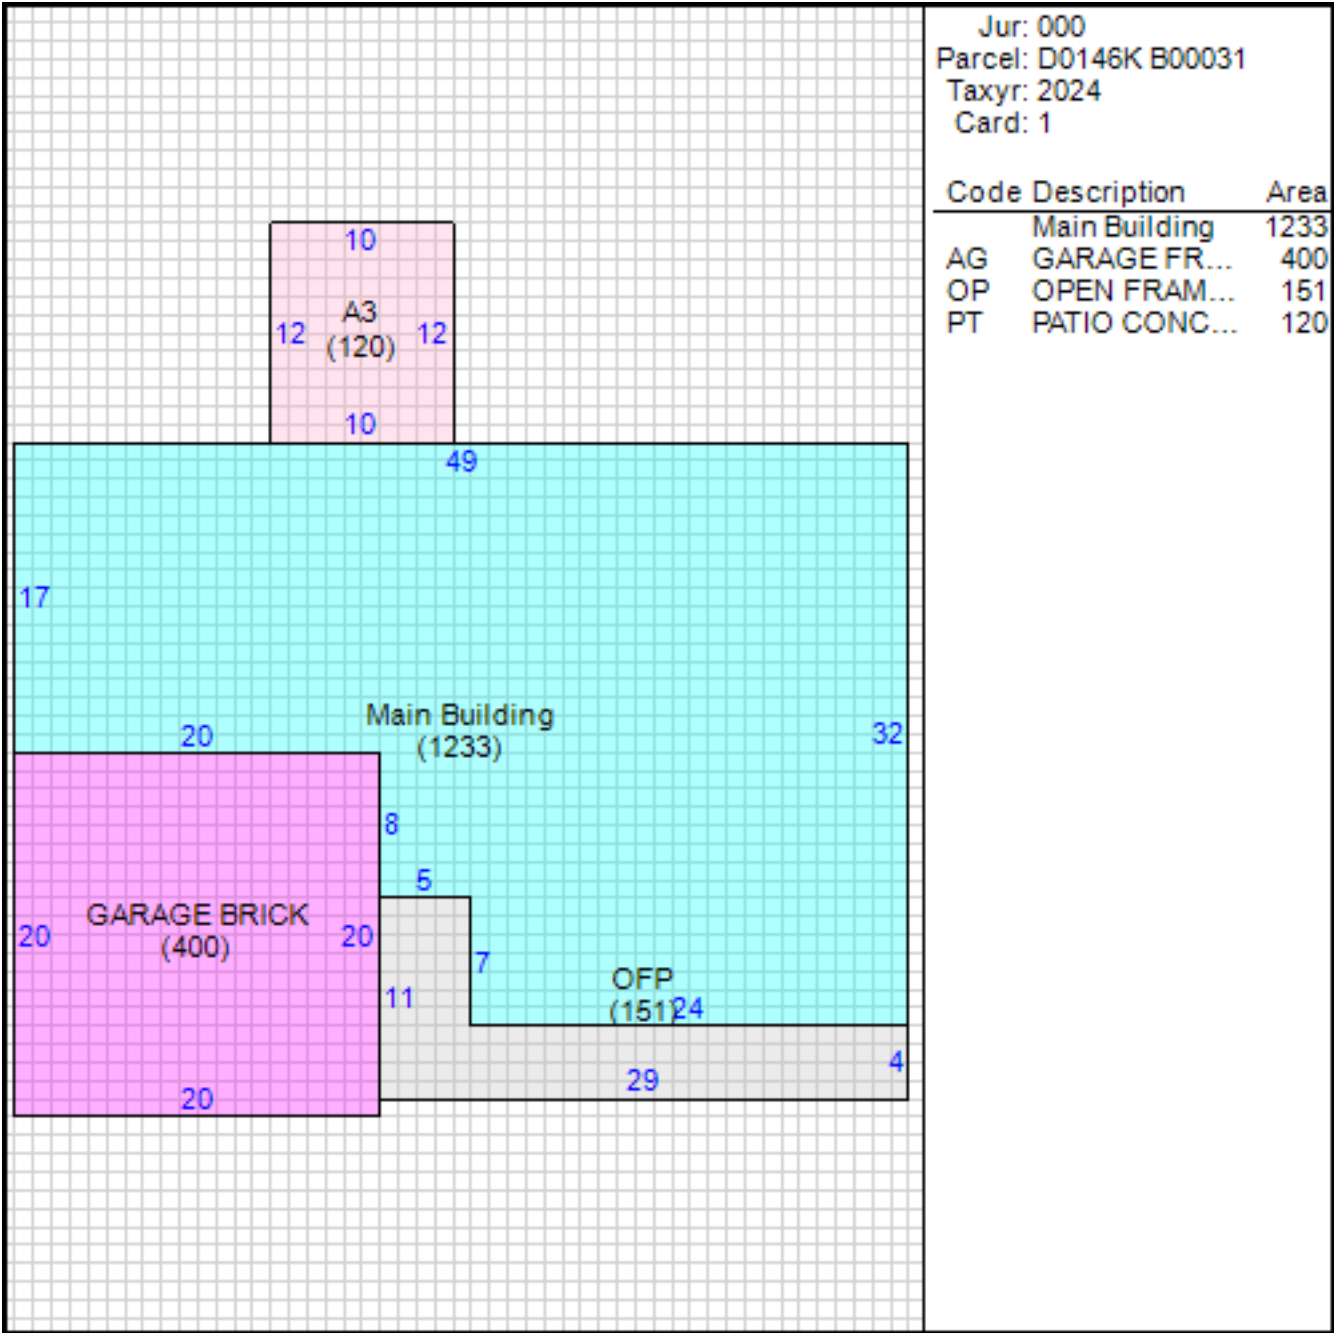 Jur: 000
Parcel: D0146K B00031
Taxyr: 2024
Card: 1
Code Description Area
Main Building 1233
AG GARAGE FR... 400
OP OPEN FRAM... 151
PT PATIO CONC... 120
10
A3
12 12
(120)
10
49
17
Main Building
20
32
(1233)
8
5
GARAGE BRICK
20 20
(400)
7
OFP
11
(151)
24
4
29
20